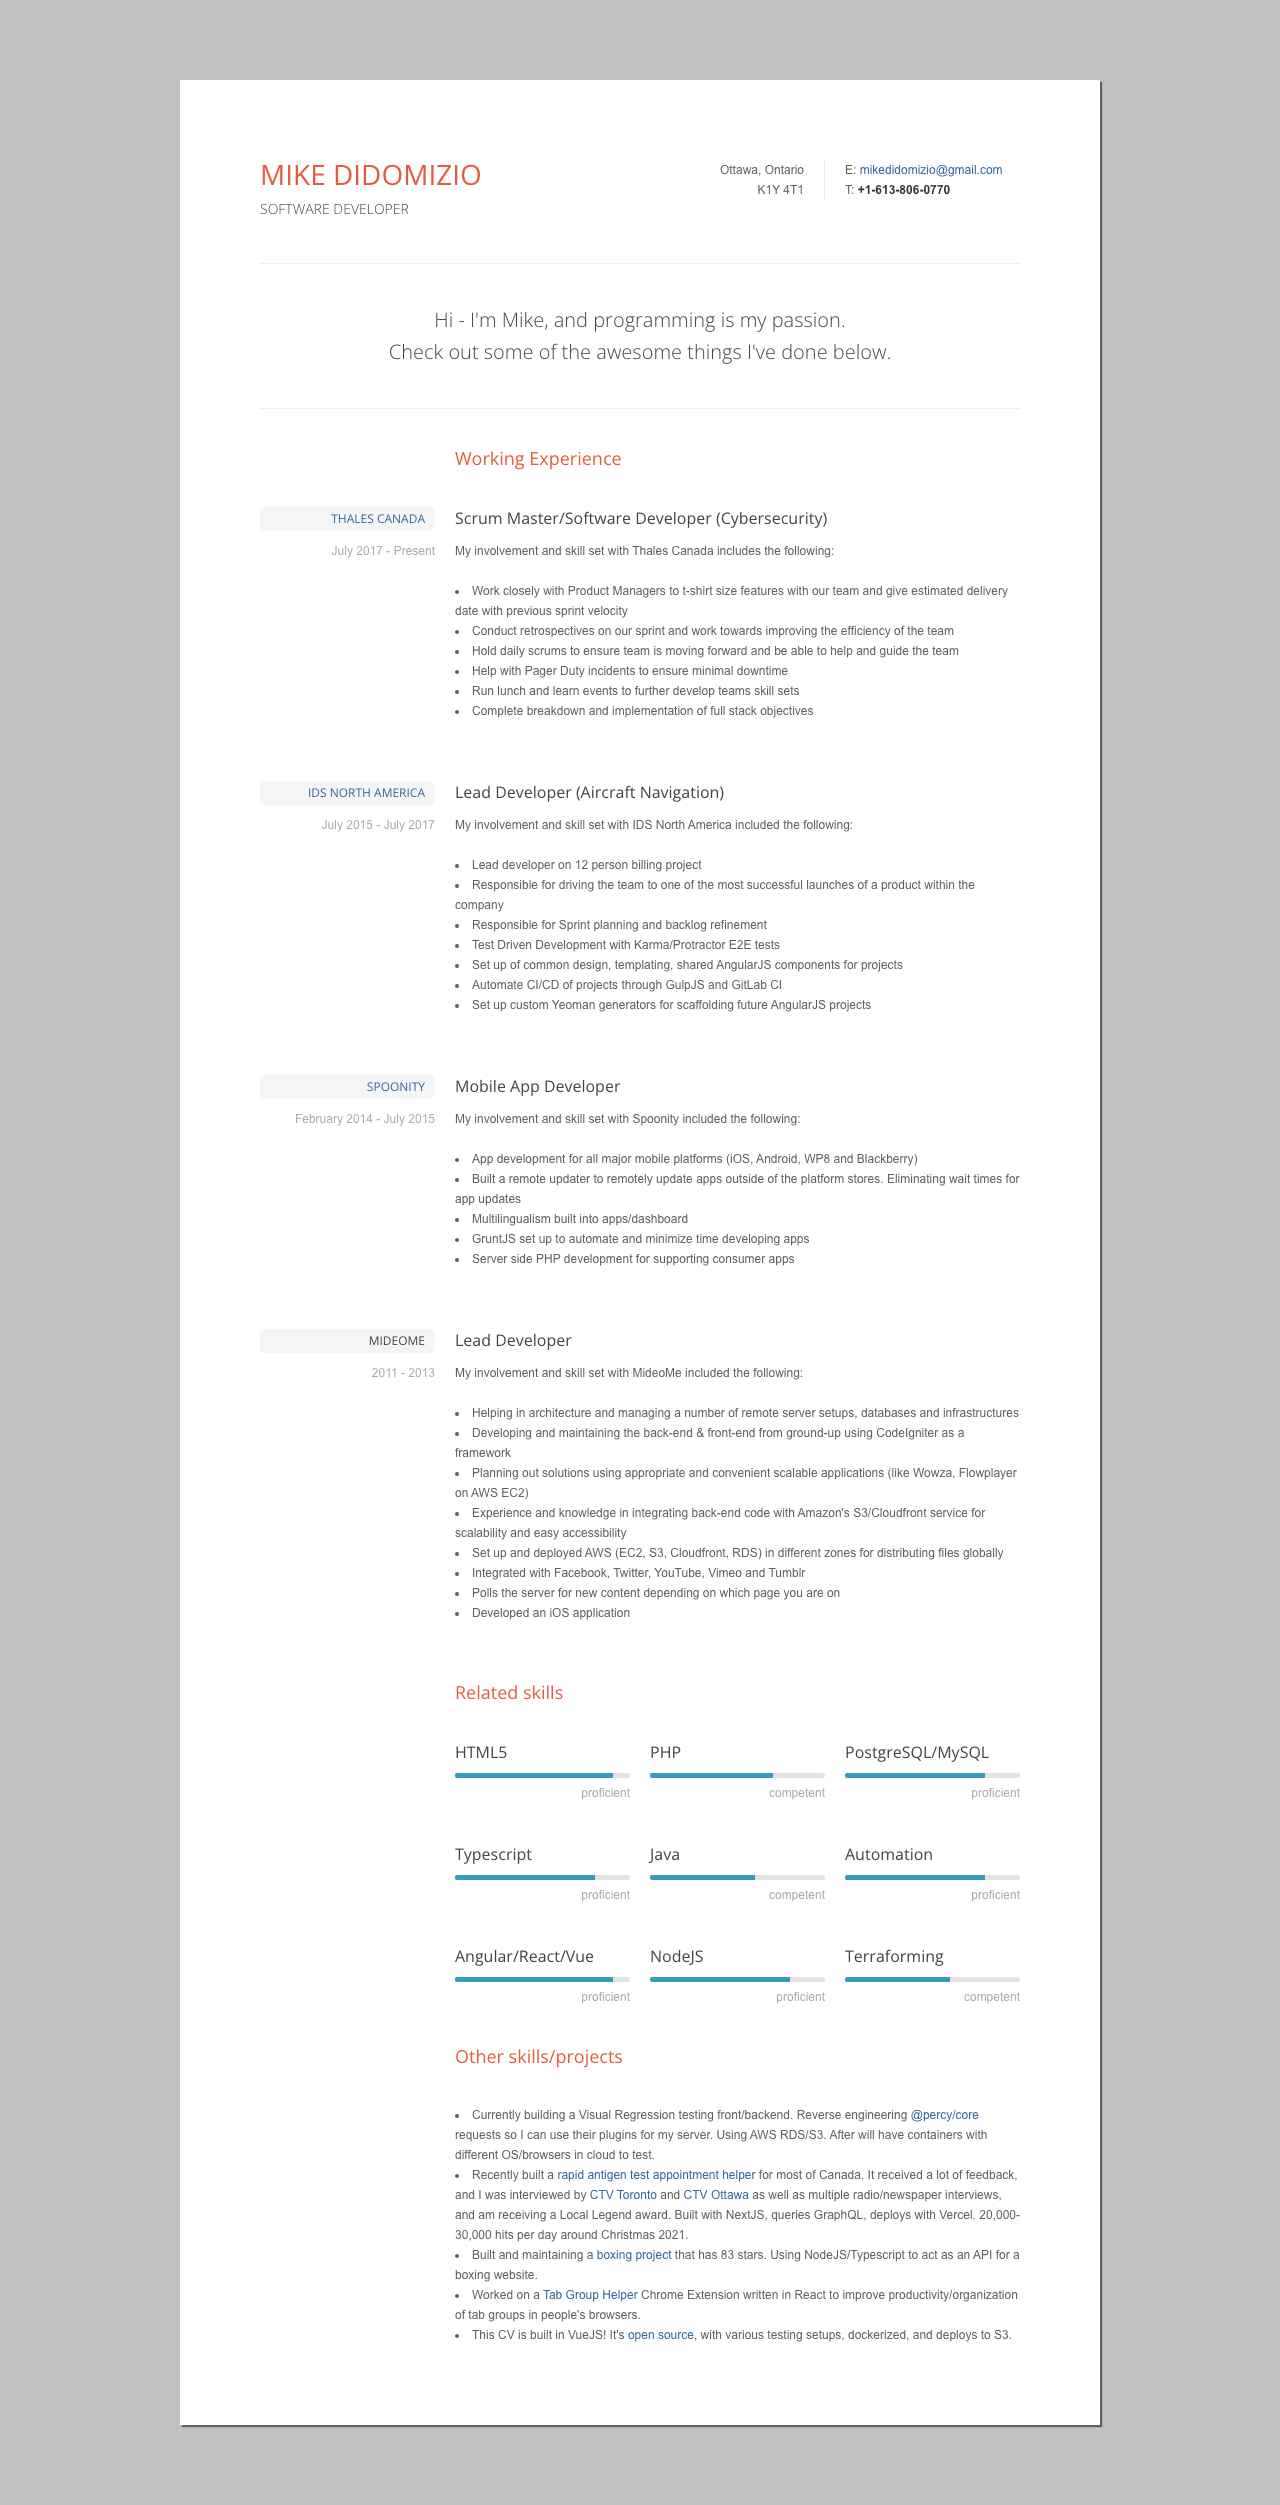 MIKE DIDOMIZIO
SOFTWARE DEVELOPER
Ottawa, Ontario
K1Y 4T1
E: mikedidomizio@gmail.com
T: +1-613-806-0770
Hi - I'm Mike, and programming is my passion.
Check out some of the awesome things I've done below.
Working Experience
THALES CANADA
July 2017 - Present
Scrum Master/Software Developer (Cybersecurity)
My involvement and skill set with Thales Canada includes the following:
• Work closely with Product Managers to t-shirt size features with our team and give estimated delivery
date with previous sprint velocity
• Conduct retrospectives on our sprint and work towards improving the efficiency of the team
• Hold daily scrums to ensure team is moving forward and be able to help and guide the team
• Help with Pager Duty incidents to ensure minimal downtime
• Run lunch and learn events to further develop teams skill sets
• Complete breakdown and implementation of full stack objectives
IDS NORTH AMERICA
July 2015 - July 2017
Lead Developer (Aircraft Navigation)
My involvement and skill set with IDS North America included the following:
• Lead developer on 12 person billing project
• Responsible for driving the team to one of the most successful launches of a product within the
company
• Responsible for Sprint planning and backlog refinement
• Test Driven Development with Karma/Protractor E2E tests
• Set up of common design, templating, shared AngularJS components for projects
• Automate CI/CD of projects through GulpJS and GitLab CI
• Set up custom Yeoman generators for scaffolding future AngularJS projects
SPOONITY
February 2014 - July 2015
Mobile App Developer
My involvement and skill set with Spoonity included the following:
• App development for all major mobile platforms (iOS, Android, WP8 and Blackberry)
• Built a remote updater to remotely update apps outside of the platform stores. Eliminating wait times for
app updates
• Multilingualism built into apps/dashboard
• GruntJS set up to automate and minimize time developing apps
• Server side PHP development for supporting consumer apps
MIDEOME
2011 - 2013
Lead Developer
My involvement and skill set with MideoMe included the following:
• Helping in architecture and managing a number of remote server setups, databases and infrastructures
• Developing and maintaining the back-end & front-end from ground-up using CodeIgniter as a
framework
• Planning out solutions using appropriate and convenient scalable applications (like Wowza, Flowplayer
on AWS EC2)
• Experience and knowledge in integrating back-end code with Amazon's S3/Cloudfront service for
scalability and easy accessibility
• Set up and deployed AWS (EC2, S3, Cloudfront, RDS) in different zones for distributing files globally
• Integrated with Facebook, Twitter, YouTube, Vimeo and Tumblr
• Polls the server for new content depending on which page you are on
• Developed an iOS application
Related skills
HTML5
proficient
PHP
competent
PostgreSQL/MySQL
proficient
Typescript
proficient
Java
competent
Automation
proficient
Angular/React/Vue
proficient
NodeJS
proficient
Terraforming
competent
Other skills/projects
• Currently building a Visual Regression testing front/backend. Reverse engineering @percy/core
requests so I can use their plugins for my server. Using AWS RDS/S3. After will have containers with
different OS/browsers in cloud to test.
• Recently built a rapid antigen test appointment helper for most of Canada. It received a lot of feedback,
and I was interviewed by CTV Toronto and CTV Ottawa as well as multiple radio/newspaper interviews,
and am receiving a Local Legend award. Built with NextJS, queries GraphQL, deploys with Vercel. 20,000-
30,000 hits per day around Christmas 2021.
• Built and maintaining a boxing project that has 83 stars. Using NodeJS/Typescript to act as an API for a
boxing website.
• Worked on a Tab Group Helper Chrome Extension written in React to improve productivity/organization
of tab groups in people's browsers.
• This CV is built in VueJS! It's open source, with various testing setups, dockerized, and deploys to S3.